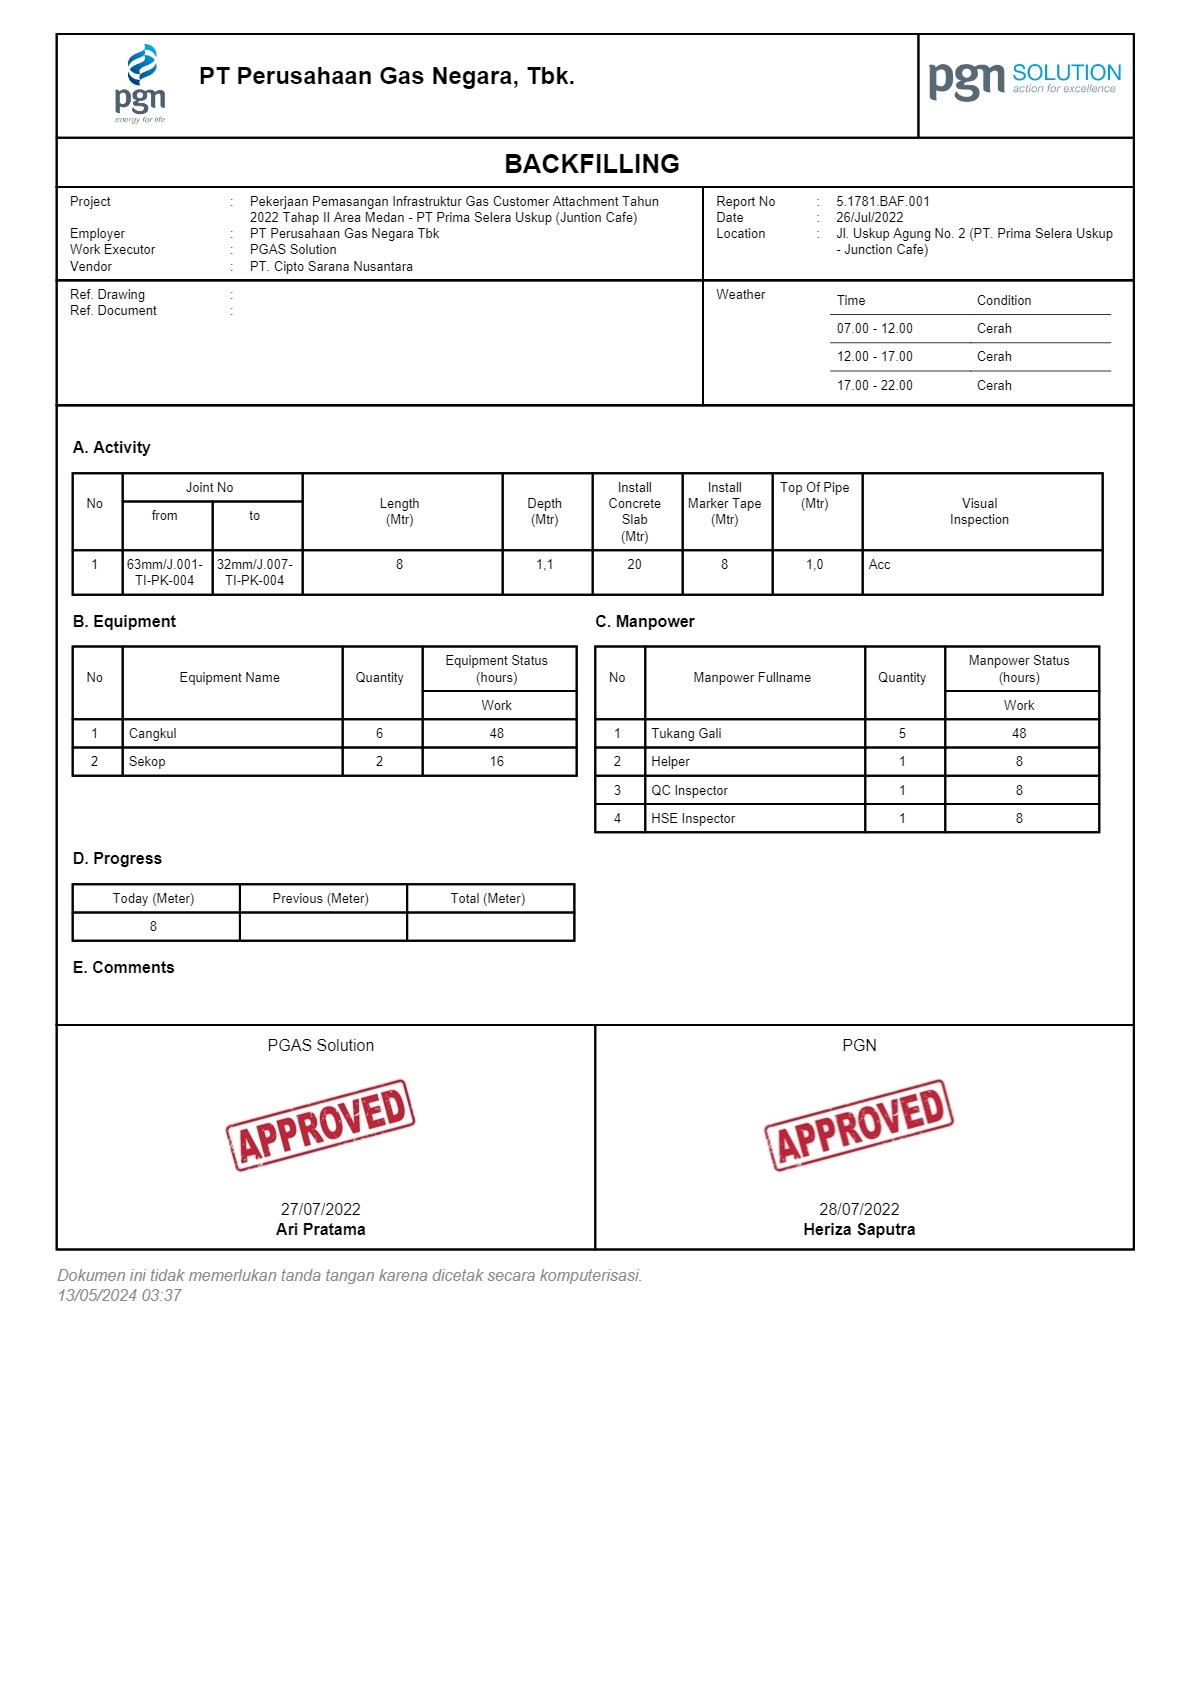 pgn
energy for life
PT Perusahaan Gas Negara, Tbk.
pgn SOLUTION
action for excellence
BACKFILLING
Project : Pekerjaan Pemasangan Infrastruktur Gas Customer Attachment Tahun
2022 Tahap II Area Medan - PT Prima Selera Uskup (Juntion Cafe)
Employer : PT Perusahaan Gas Negara Tbk
Work Executor : PGAS Solution
Vendor : PT. Cipto Sarana Nusantara
Report No : 5.1781.BAF.001
Date : 26/Jul/2022
Location : Jl. Uskup Agung No. 2 (PT. Prima Selera Uskup
- Junction Cafe)
Ref. Drawing :
Ref. Document :
Weather
Time Condition
07.00 - 12.00 Cerah
12.00 - 17.00 Cerah
17.00 - 22.00 Cerah
A. Activity
No
Joint No
from to
Length
(Mtr)
Depth
(Mtr)
Install
Concrete
Slab
(Mtr)
Install
Marker Tape
(Mtr)
Top Of Pipe
(Mtr)
Visual
Inspection
1 63mm/J.001- 32mm/J.007- 8 1,1 20 8 1,0 Acc
TI-PK-004 TI-PK-004
B. Equipment
No Equipment Name Quantity
Equipment Status
(hours)
Work
1 Cangkul 6 48
2 Sekop 2 16
C. Manpower
No Manpower Fullname Quantity
Manpower Status
(hours)
Work
1 Tukang Gali 5 48
2 Helper 1 8
3 QC Inspector 1 8
4 HSE Inspector 1 8
D. Progress
Today (Meter) Previous (Meter) Total (Meter)
8
E. Comments
PGAS Solution
APPROVED
27/07/2022
Ari Pratama
PGN
APPROVED
28/07/2022
Heriza Saputra
Dokumen ini tidak memerlukan tanda tangan karena dicetak secara komputerisasi.
13/05/2024 03:37